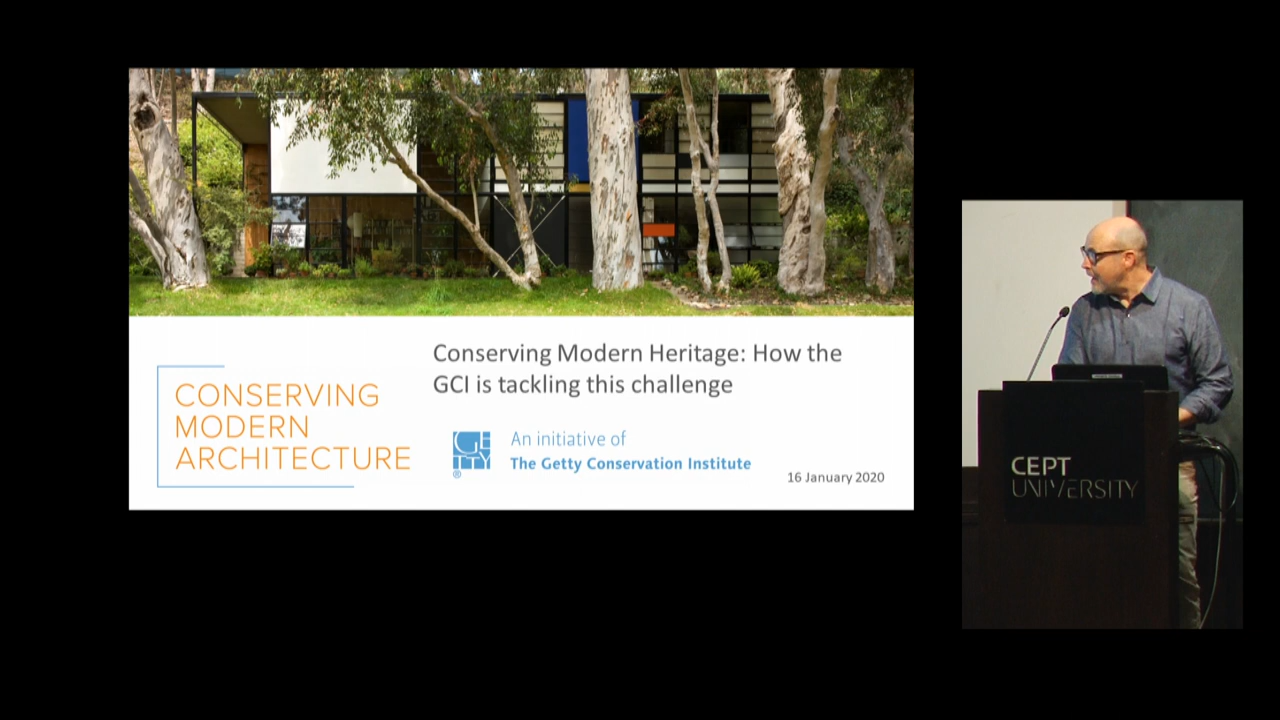 Conserving Modern Heritage: How the
GCI is tackling this challenge
CONSERVING
MODERN
ARCHITECTURE
GETTY
®
An initiative of
The Getty Conservation Institute
16 January 2020
CEPT
UNIVERSITY